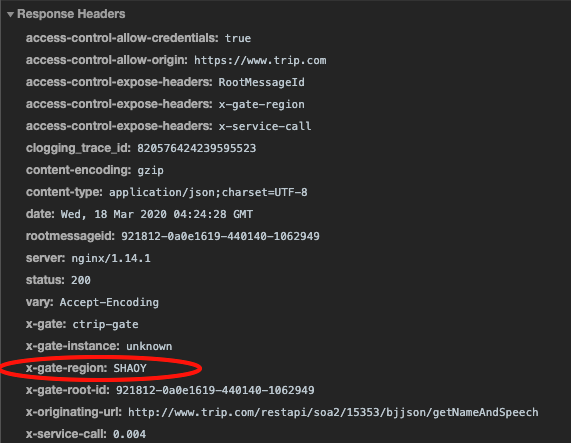 Response Headers
access-control-allow-credentials: true
access-control-allow-origin: https://www.trip.com
access-control-expose-headers: RootMessageId
access-control-expose-headers: x-gate-region
access-control-expose-headers: x-service-call
clogging_trace_id: 820576424239595523
content-encoding: gzip
content-type: application/json;charset=UTF-8
date: Wed, 18 Mar 2020 04:24:28 GMT
rootmessageid: 921812-0a0e1619-440140-1062949
server: nginx/1.14.1
status: 200
vary: Accept-Encoding
x-gate: ctrip-gate
x-gate-instance: unknown
x-gate-region: SHAOY
x-gate-root-id: 921812-0a0e1619-440140-1062949
x-originating-url: http://www.trip.com/restapi/soa2/15353/bjjson/getNameAndSpeech
x-service-call: 0.004